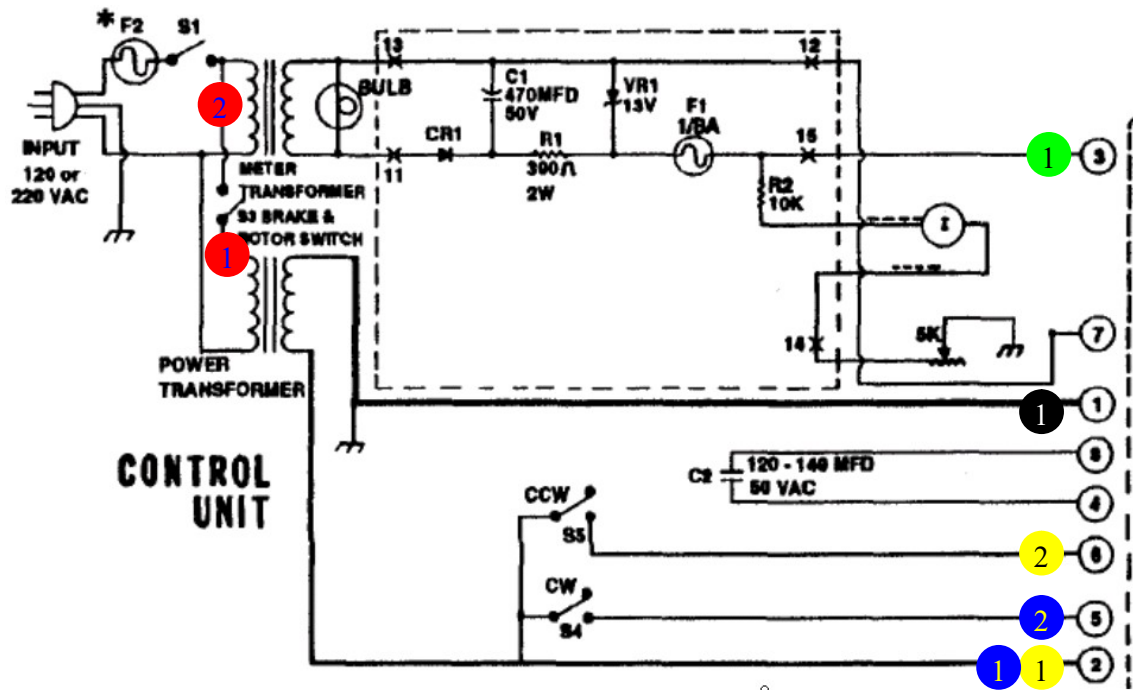 * F2
S1
13
12
2
BULB
C1
470MFD
50V
VR1
13V
F1
1/8A
CR1
R1
390Ω
2W
INPUT
120 or
220 VAC
11
15
1
3
METER
TRANSFORMER
S3 BRAKE &
MOTOR SWITCH
R2
10K
I
1
5K
7
14
POWER
TRANSFORMER
1
1
CONTROL
UNIT
C2
120 - 140 MFD
50 VAC
8
4
CCW
S5
2
6
CW
S4
2
5
1
1
2